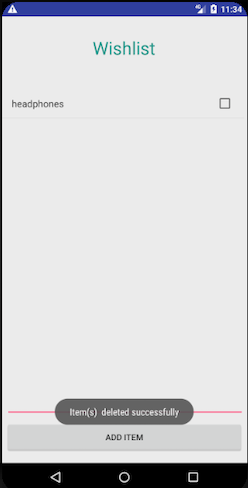 11:34
Wishlist
headphones
Item(s) deleted successfully
ADD ITEM